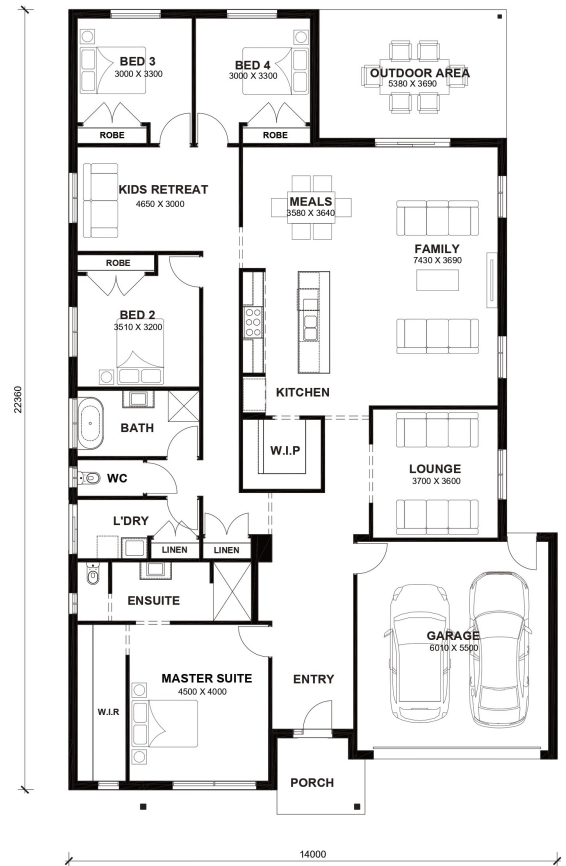 BED 3
3000 X 3300
BED 4
3000 X 3300
OUTDOOR AREA
5380 X 3690
ROBE
ROBE
KIDS RETREAT
4650 X 3000
MEALS
3580 X 3640
FAMILY
7430 X 3690
ROBE
BED 2
3510 X 3200
22360
KITCHEN
BATH
W.I.P
LOUNGE
3700 X 3600
WC
L'DRY
LINEN
LINEN
ENSUITE
GARAGE
6010 X 5500
MASTER SUITE
4500 X 4000
ENTRY
W.I.R
PORCH
14000